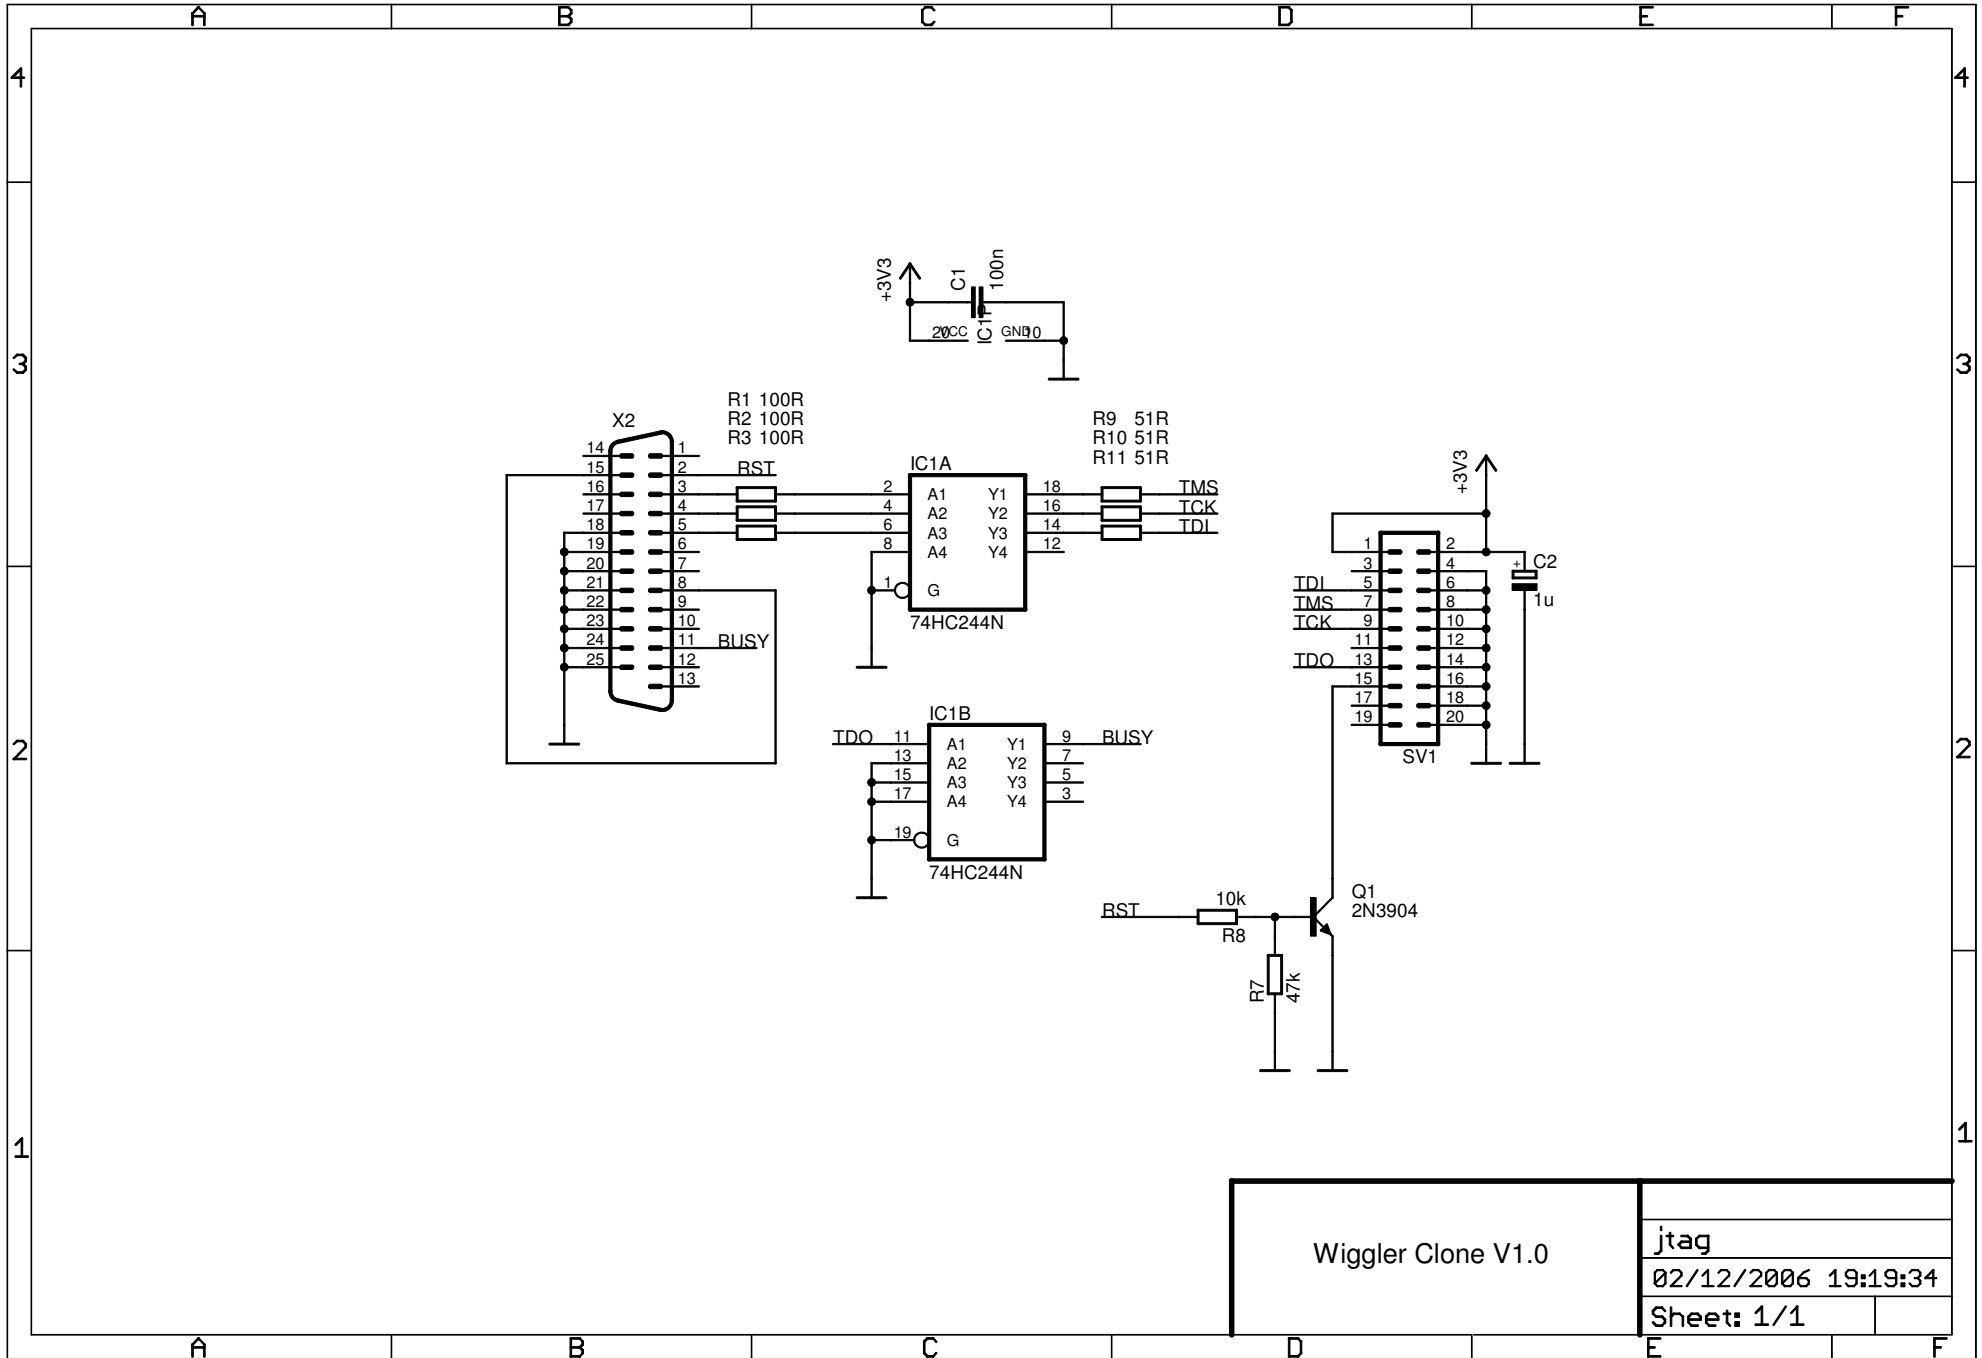 A B C D E F
4 4
3 3
2 2
1 1
+3V3
C1
100n
20 VCC
IC1P
GND 10
R1 100R
R2 100R
R3 100R
X2
14 1
15 2 RST
16 3
17 4
18 5
19 6
20 7
21 8
22 9
23 10
24 11 BUSY
25 12
13
IC1A
2 A1 Y1 18
4 A2 Y2 16
6 A3 Y3 14
8 A4 Y4 12
1 G
74HC244N
R9 51R
R10 51R
R11 51R
TMS
TCK
TDI
+3V3
1 2
3 4
TDI 5 6
TMS 7 8
TCK 9 10
11 12
TDO 13 14
15 16
17 18
19 20
SV1
+ C2
1u
IC1B
TDO 11 A1 Y1 9 BUSY
13 A2 Y2 7
15 A3 Y3 5
17 A4 Y4 3
19 G
74HC244N
RST
10k
R8
R7
47k
Q1
2N3904
Wiggler Clone V1.0
jtag
02/12/2006 19:19:34
Sheet: 1/1
A B C D E F